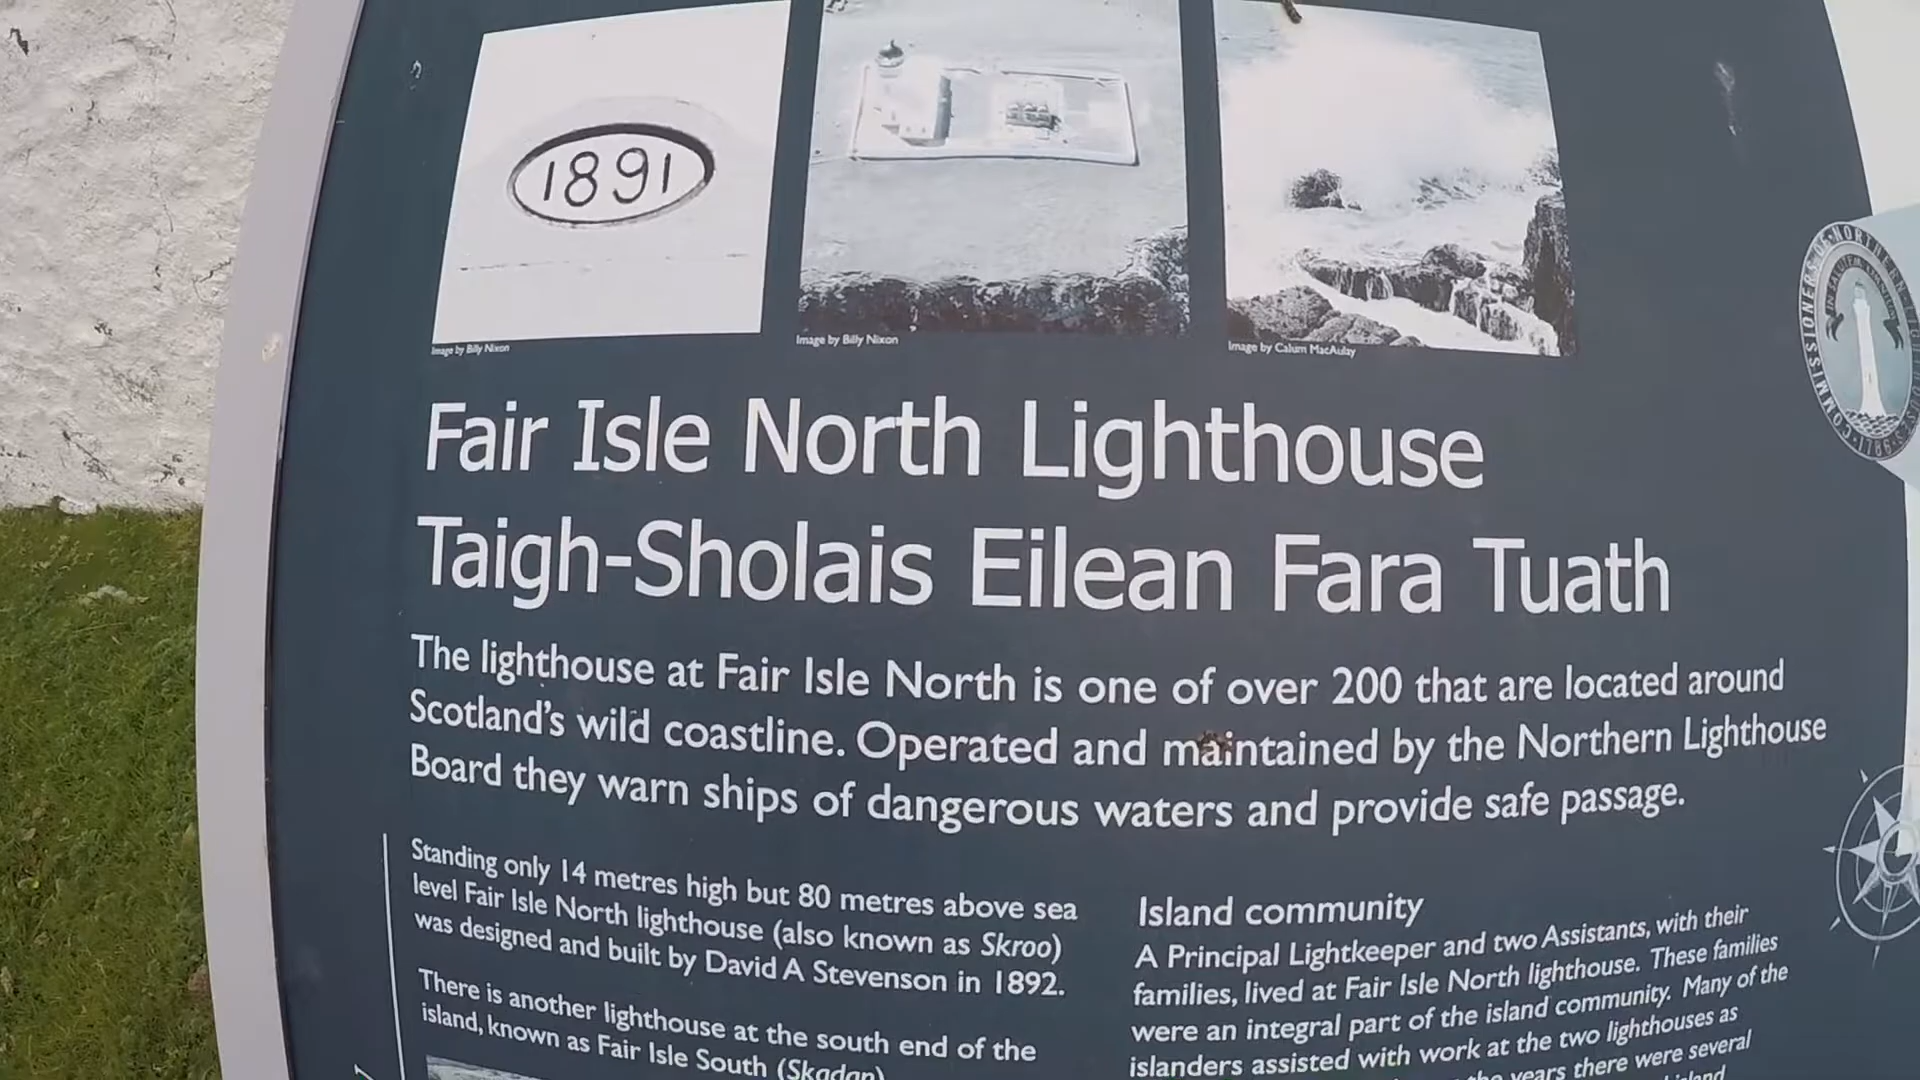 1891
Image by Billy Nixon
Image by Billy Nixon
Image by Calum MacAulay
Fair Isle North Lighthouse
Taigh-Sholais Eilean Fara Tuath
The lighthouse at Fair Isle North is one of over 200 that are located around
Scotland's wild coastline. Operated and maintained by the Northern Lighthouse
Board they warn ships of dangerous waters and provide safe passage.
Standing only 14 metres high but 80 metres above sea
level Fair Isle North lighthouse (also known as Skroo)
was designed and built by David A Stevenson in 1892.
There is another lighthouse at the south end of the
island, known as Fair Isle South (Skadan)
Island community
A Principal Lightkeeper and two Assistants, with their
families, lived at Fair Isle North lighthouse. These families
were an integral part of the island community. Many of the
islanders assisted with work at the two lighthouses as
the years there were several
island
COMMISSIONERS OF NORTHERN LIGHTHOUSES 1786